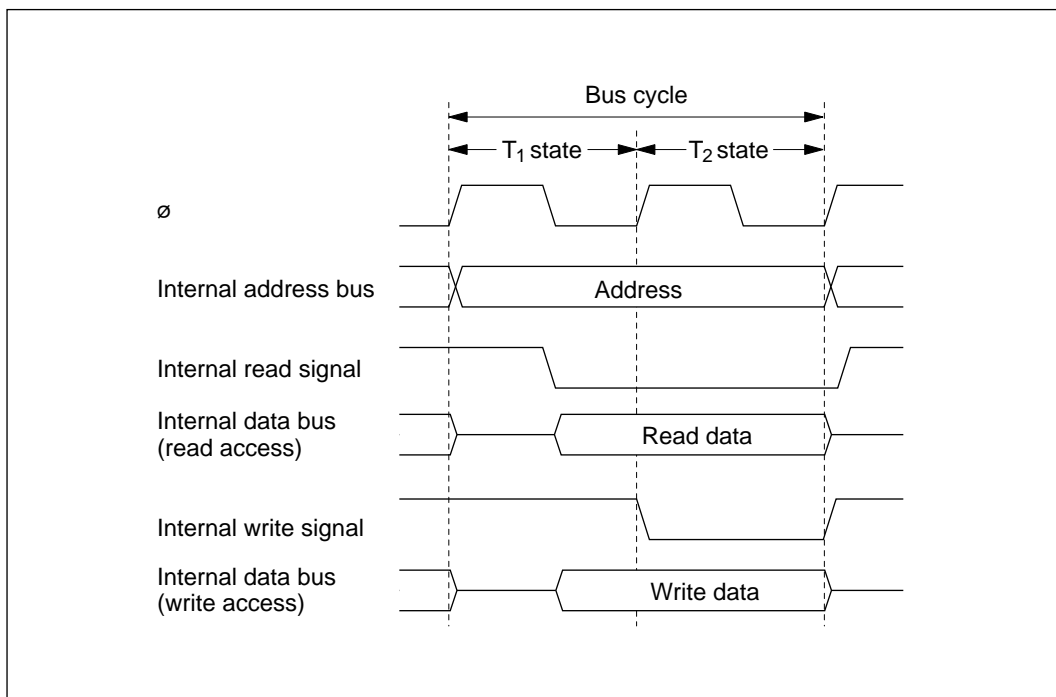 Bus cycle
T1 state
T2 state
ø
Internal address bus
Address
Internal read signal
Internal data bus
(read access)
Read data
Internal write signal
Internal data bus
(write access)
Write data